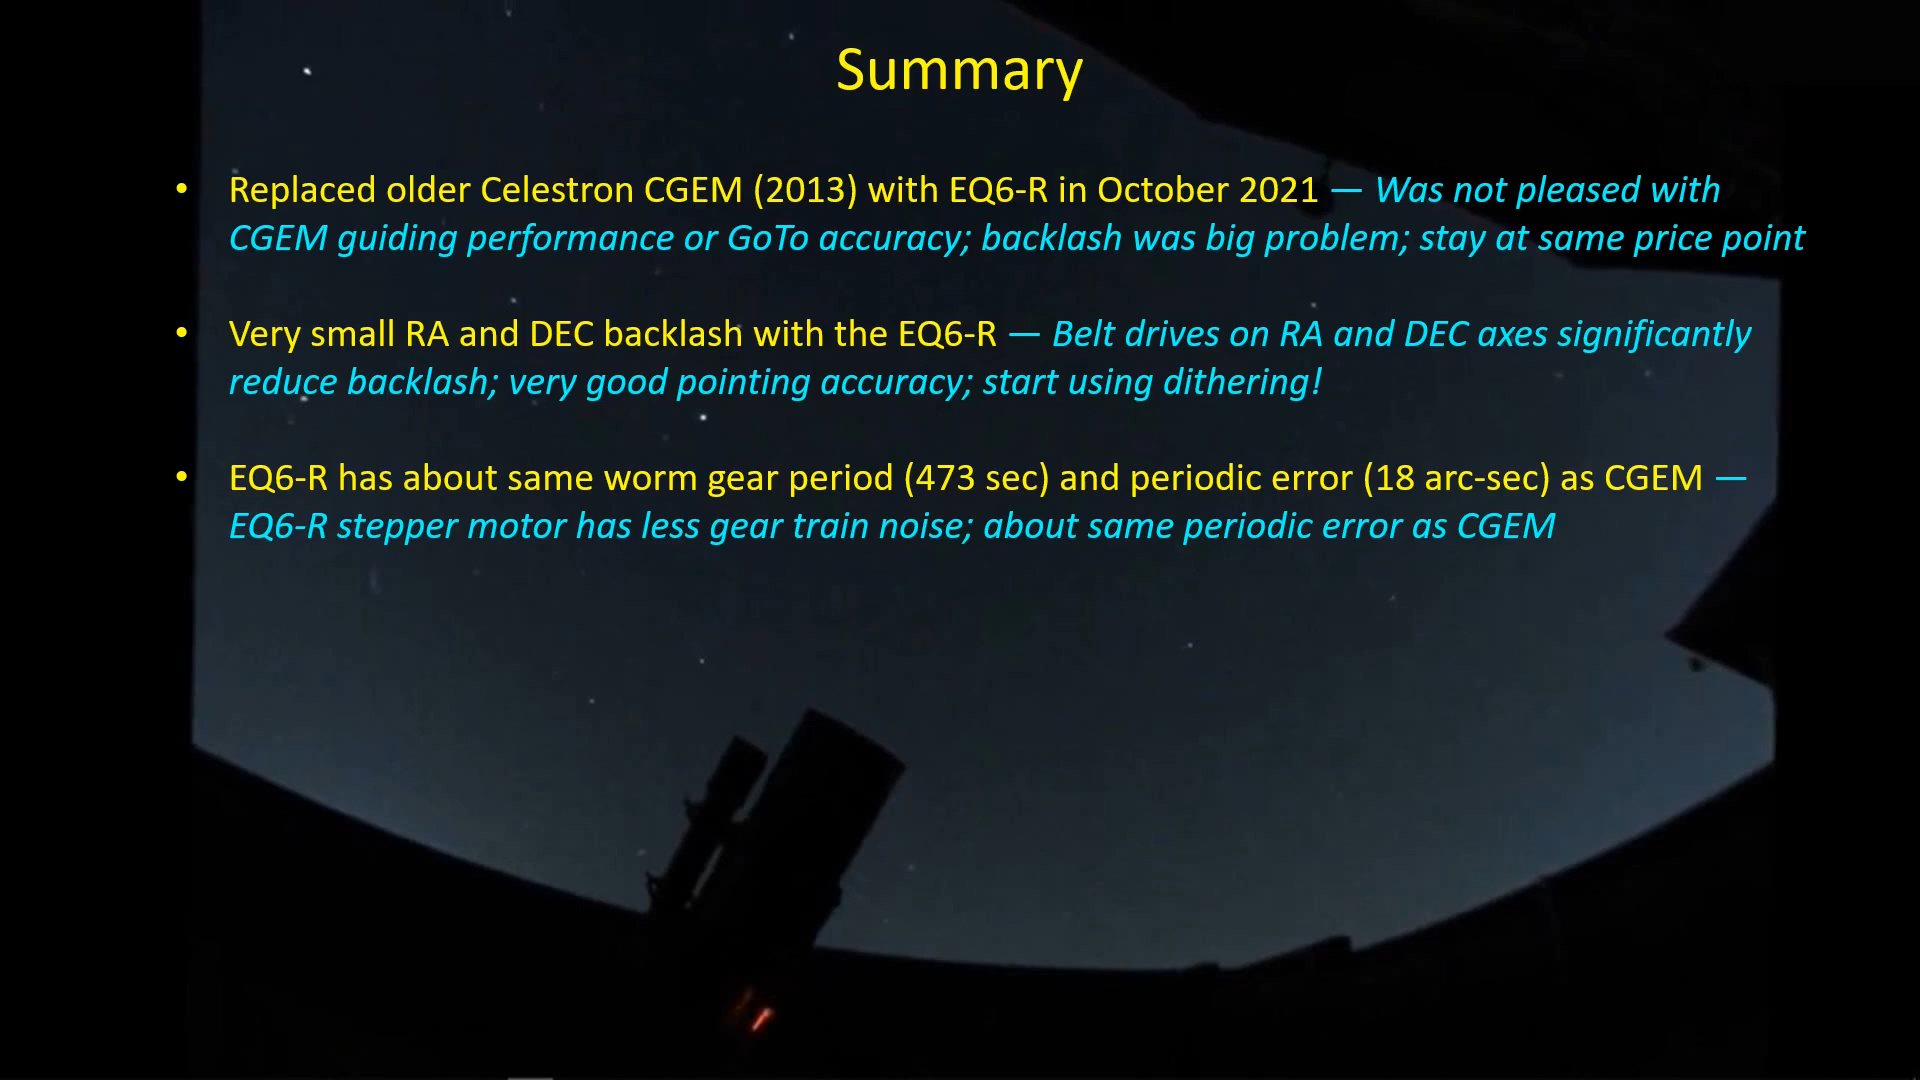 Summary
• Replaced older Celestron CGEM (2013) with EQ6-R in October 2021 — Was not pleased with
CGEM guiding performance or GoTo accuracy; backlash was big problem; stay at same price point
• Very small RA and DEC backlash with the EQ6-R — Belt drives on RA and DEC axes significantly
reduce backlash; very good pointing accuracy; start using dithering!
• EQ6-R has about same worm gear period (473 sec) and periodic error (18 arc-sec) as CGEM —
EQ6-R stepper motor has less gear train noise; about same periodic error as CGEM